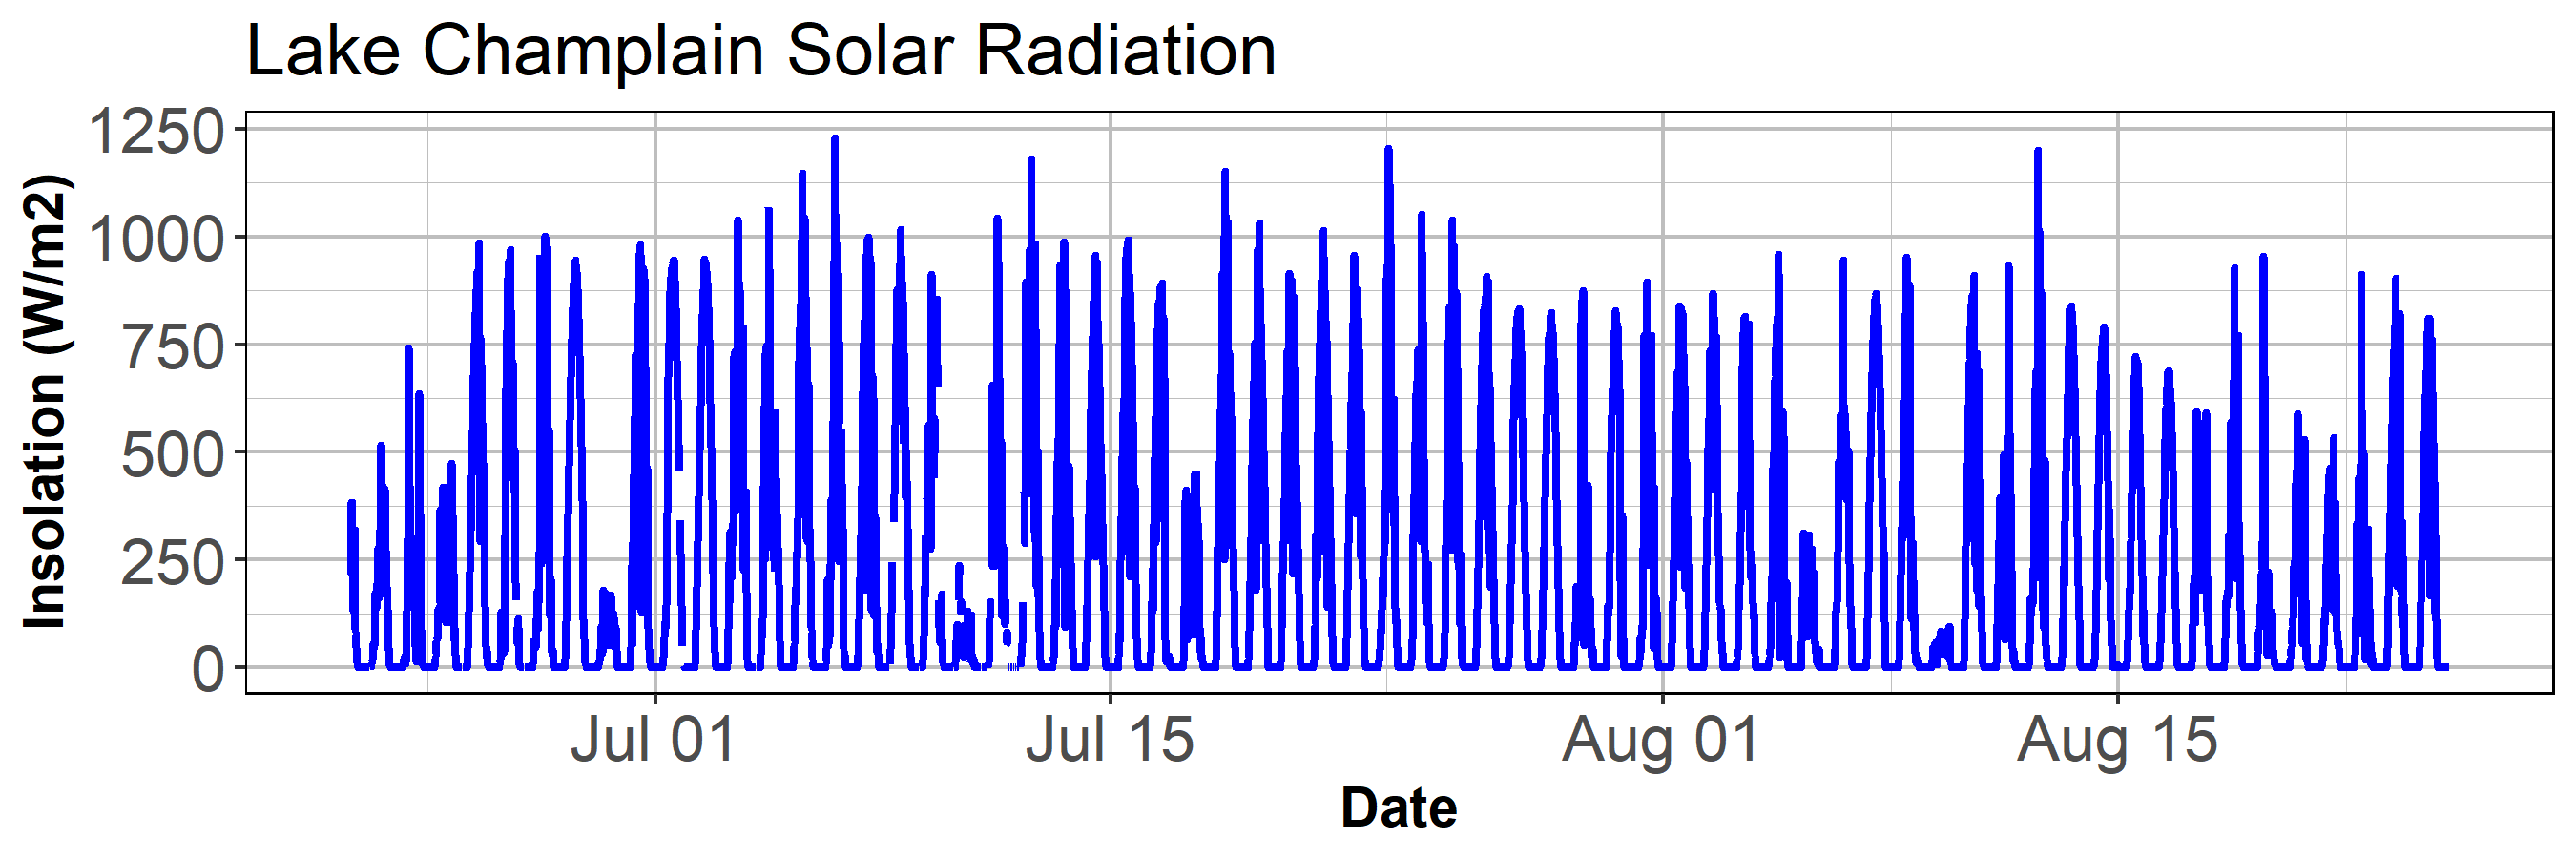 Lake Champlain Solar Radiation
Insolation (W/m2)
1250
1000
750
500
250
0
Jul 01
Jul 15
Aug 01
Aug 15
Date